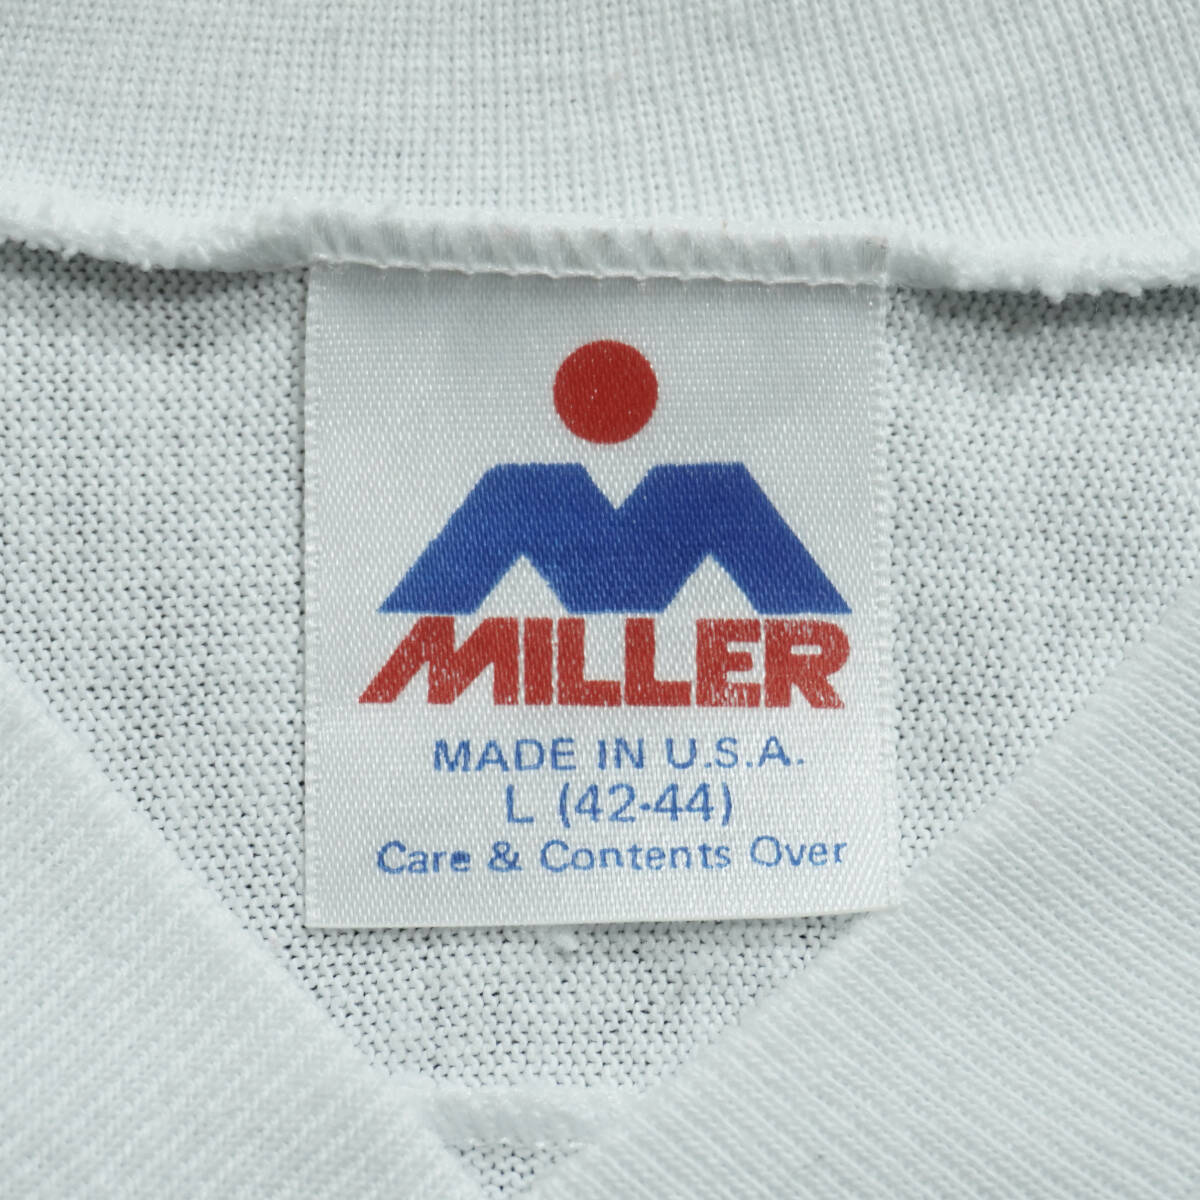 MILLER
MADE IN U.S.A.
L (42-44)
Care & Contents Over